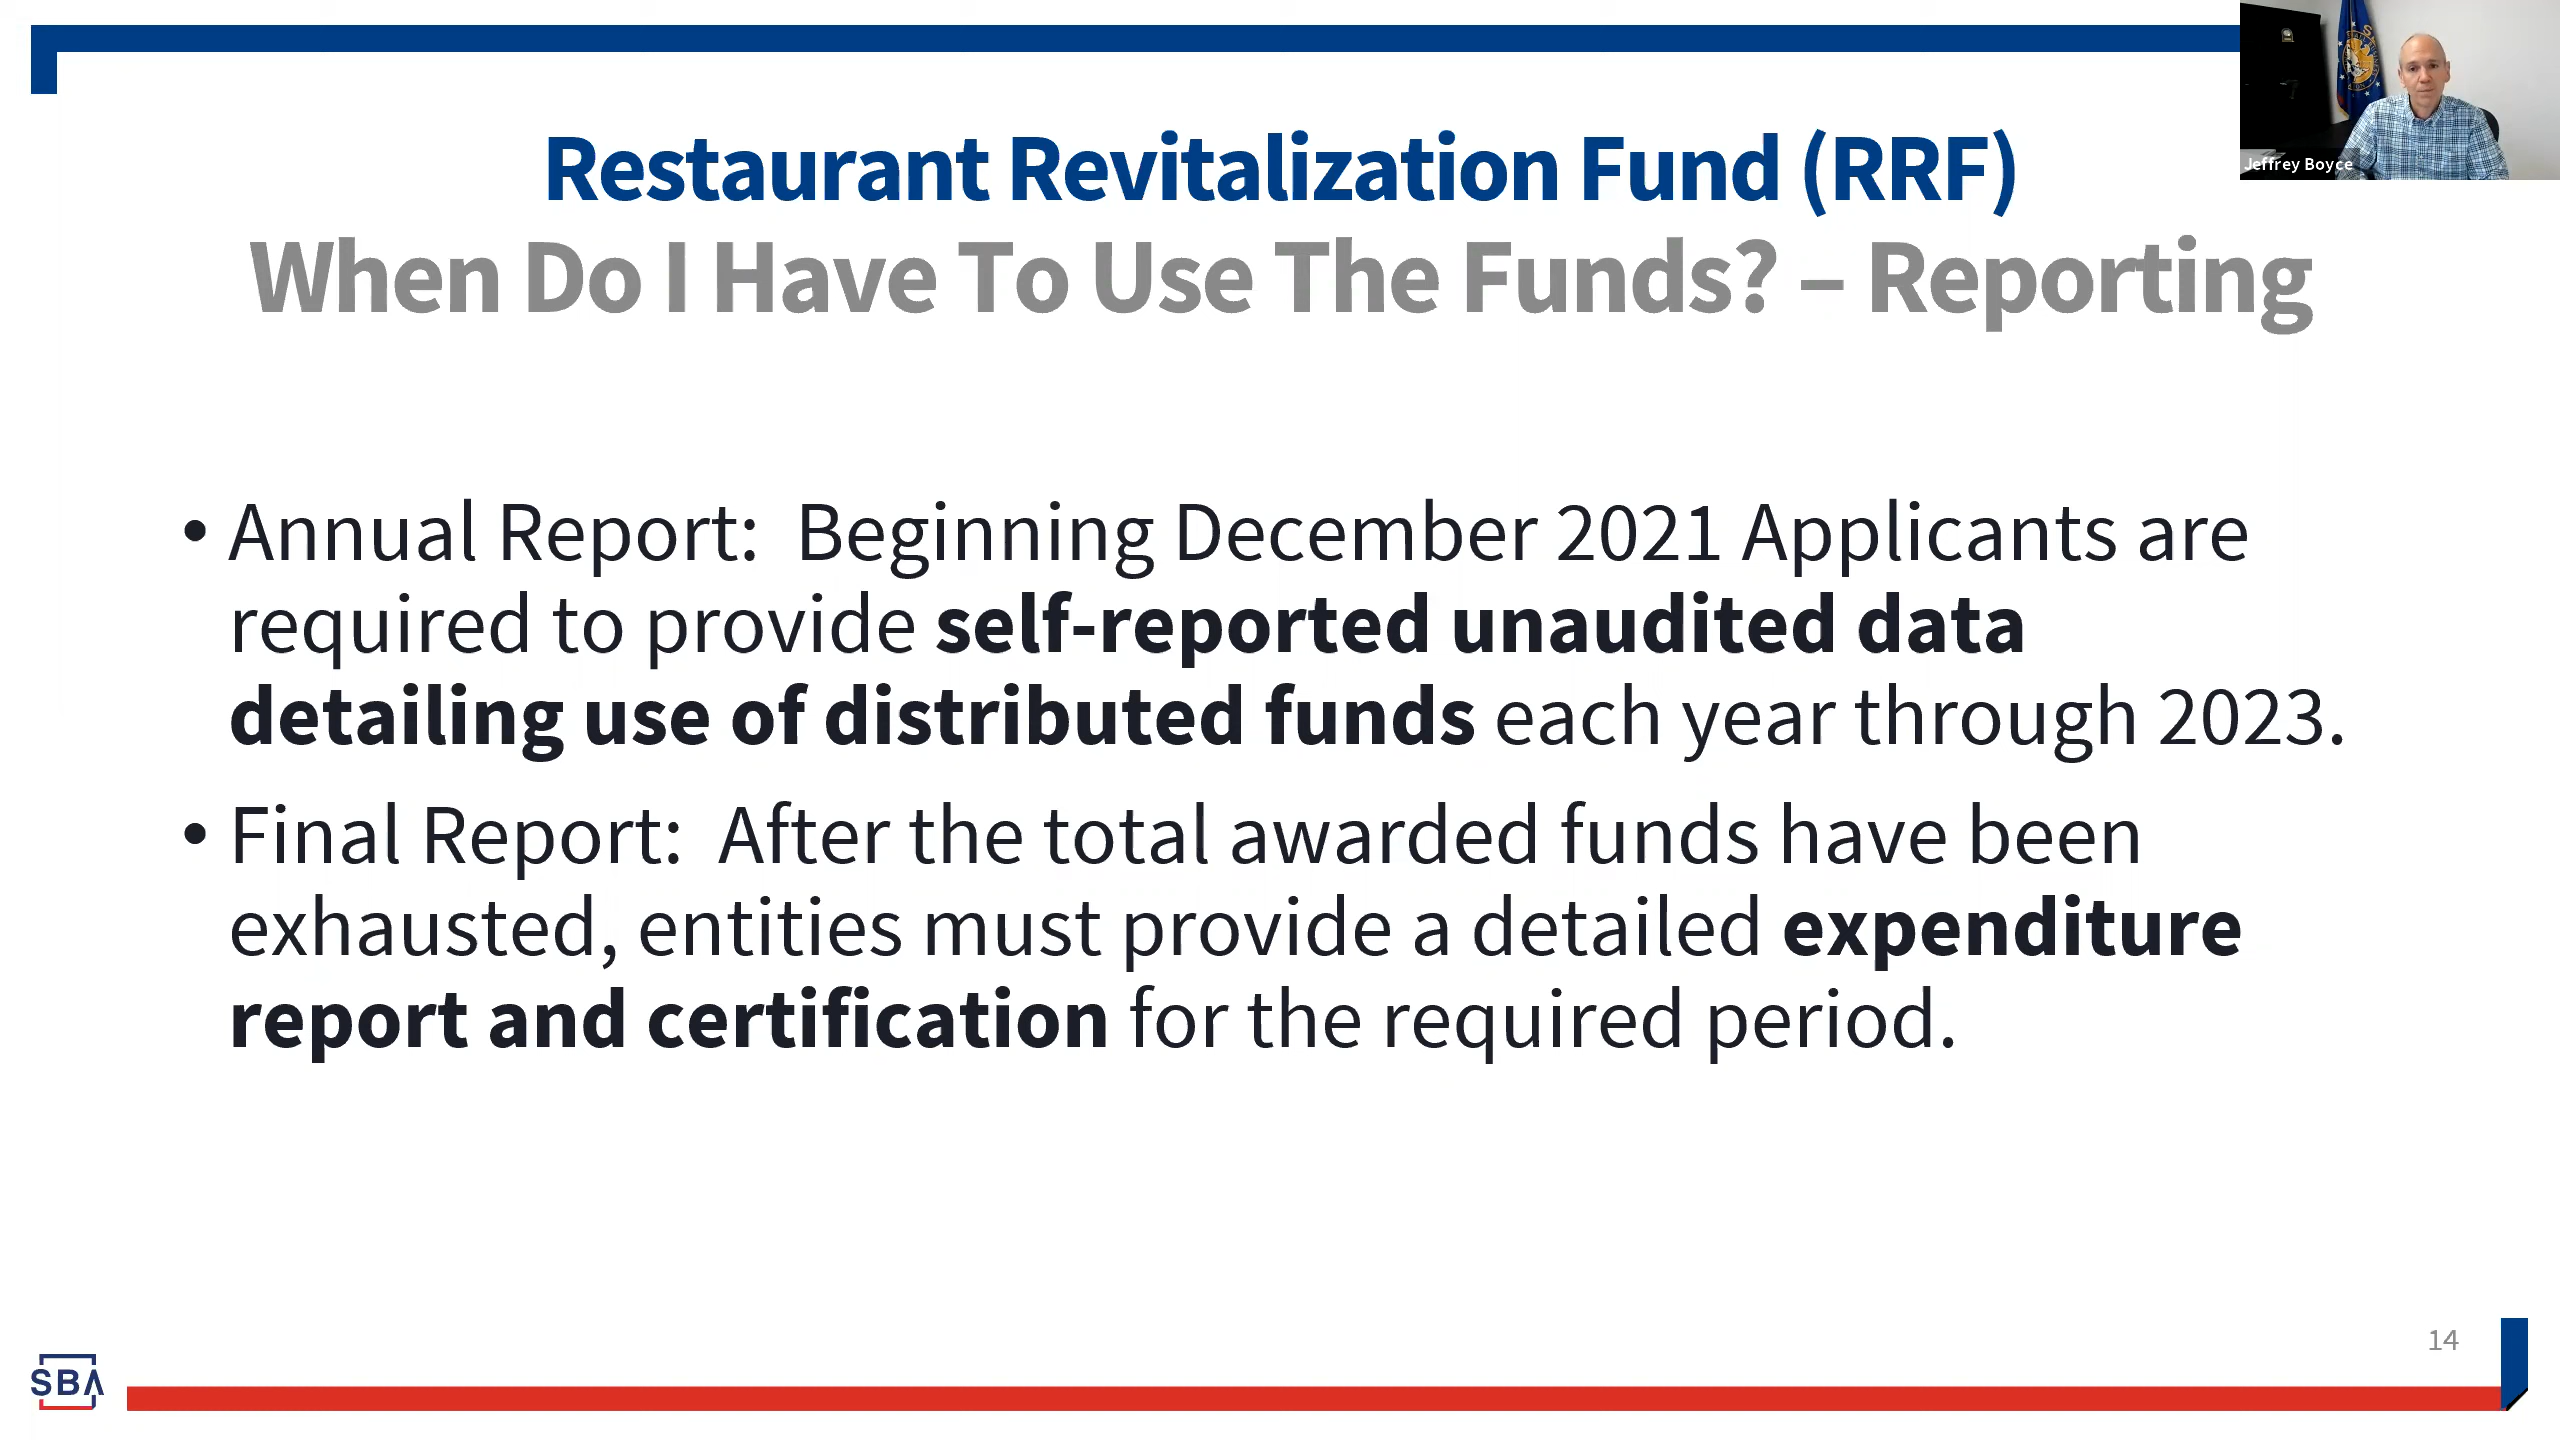 Restaurant Revitalization Fund (RRF)
Jeffrey Boyce
When Do I Have To Use The Funds? – Reporting
• Annual Report:  Beginning December 2021 Applicants are
required to provide self-reported unaudited data
detailing use of distributed funds each year through 2023.
• Final Report:  After the total awarded funds have been
exhausted, entities must provide a detailed expenditure
report and certification for the required period.
14
SBA